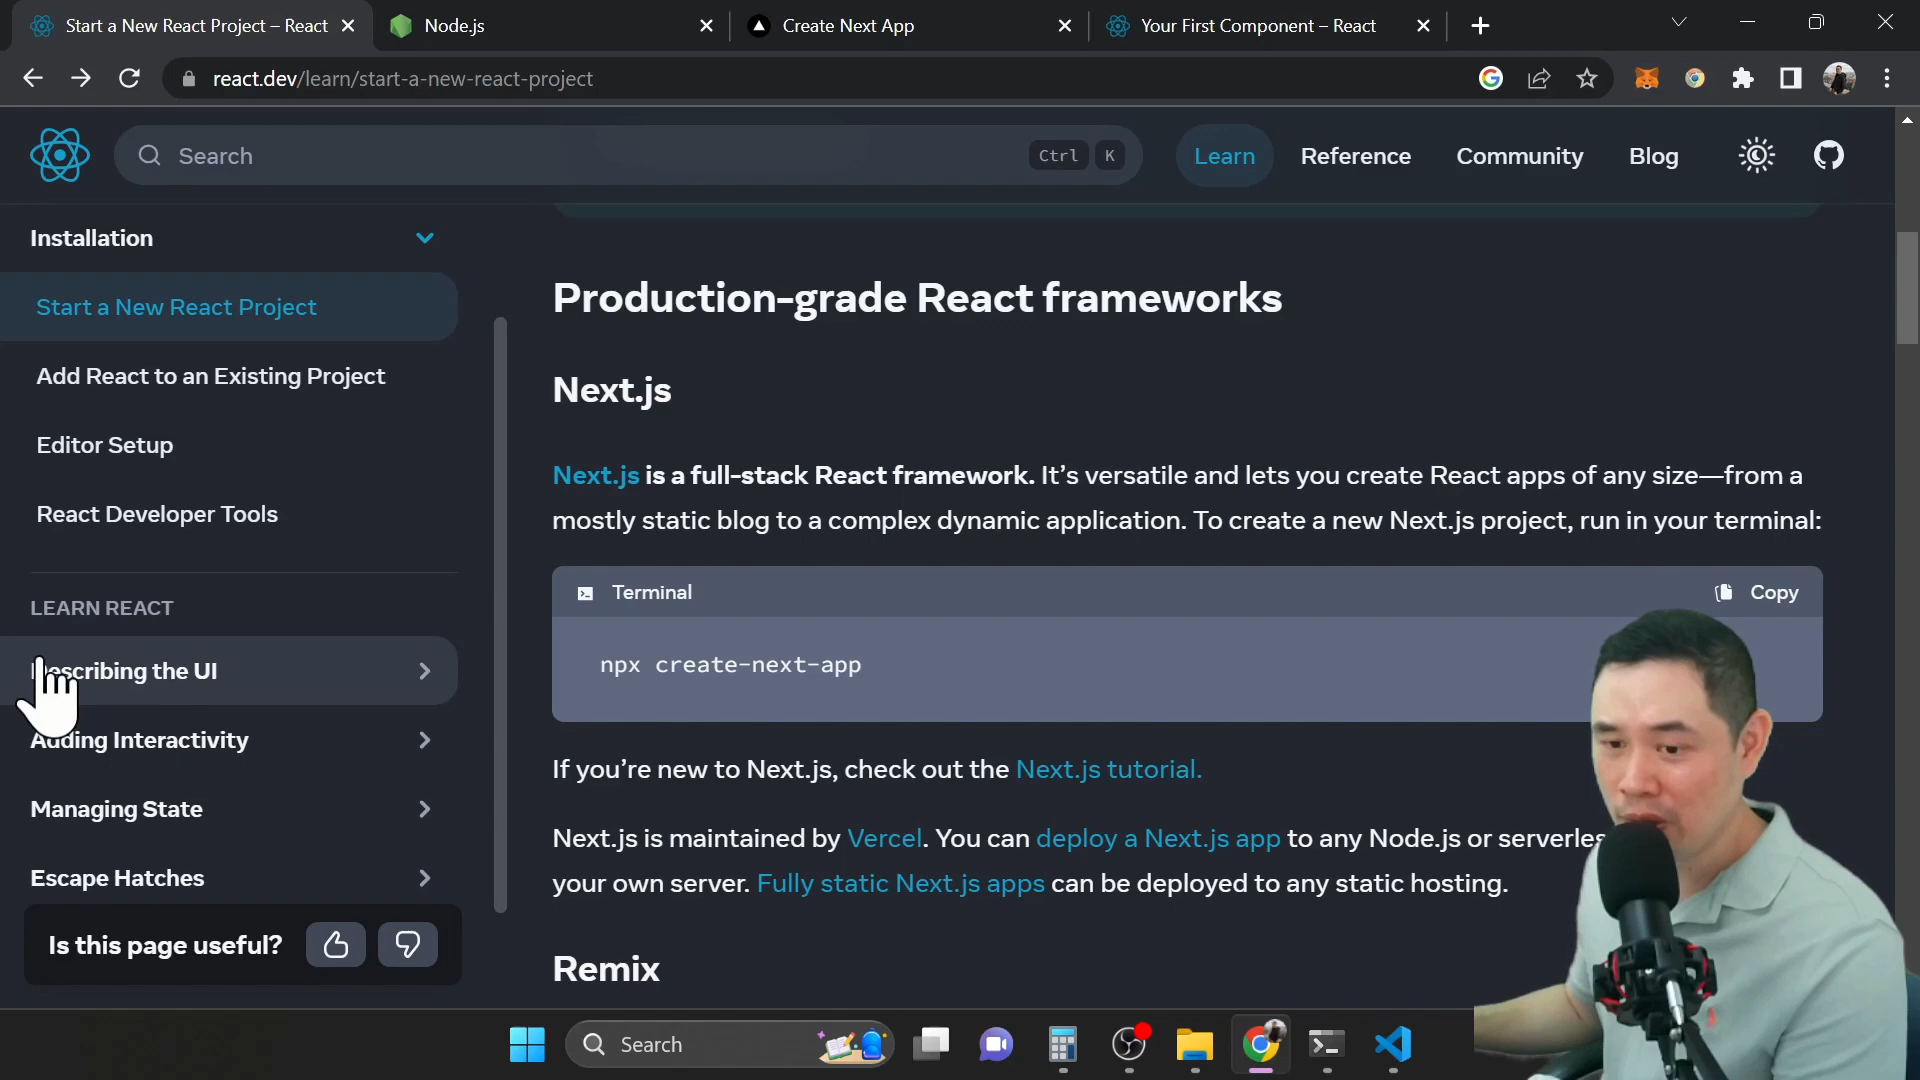 Start a New React Project – React
Node.js
Create Next App
Your First Component – React
react.dev/learn/start-a-new-react-project
Search
Ctrl K
Learn
Reference
Community
Blog
Installation
Start a New React Project
Add React to an Existing Project
Editor Setup
React Developer Tools
LEARN REACT
Describing the UI
Adding Interactivity
Managing State
Escape Hatches
Is this page useful?
Production-grade React frameworks
Next.js
Next.js is a full-stack React framework. It’s versatile and lets you create React apps of any size—from a
mostly static blog to a complex dynamic application. To create a new Next.js project, run in your terminal:
Terminal
Copy
npx create-next-app
If you’re new to Next.js, check out the Next.js tutorial.
Next.js is maintained by Vercel. You can deploy a Next.js app to any Node.js or serverles
your own server. Fully static Next.js apps can be deployed to any static hosting.
Remix
Search